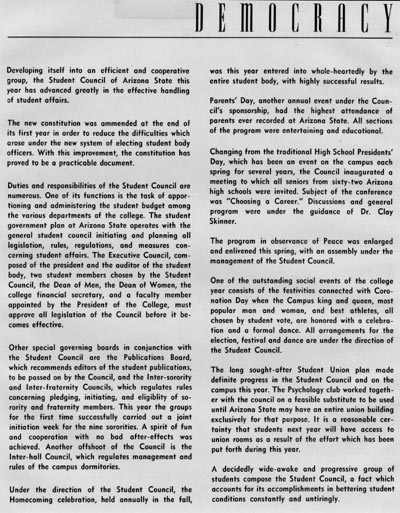 DEMOCRACY
Developing itself into an efficient and cooperative
group, the Student Council of Arizona State this
year has advanced greatly in the effective handling
of student affairs.
The new constitution was ammended at the end of
its first year in order to reduce the difficulties which
arose under the new system of electing student body
officers. With this improvement, the constitution has
proved to be a practicable document.
Duties and responsibilities of the Student Council are
numerous. One of its functions is the task of appor-
tioning and administering the student budget among
the various departments of the college. The student
government plan at Arizona State operates with the
general student council initiating and planning all
legislation, rules, regulations, and measures con-
cerning student affairs. The Executive Council, com-
posed of the president and the auditor of the student
body, two student members chosen by the Student
Council, the Dean of Men, the Dean of Women, the
college financial secretary, and a faculty member
appointed by the President of the College, must
approve all legislation of the Council before it be-
comes effective.
Other special governing boards in conjunction with
the Student Council are the Publications Board,
which recommends editors of the student publications,
to be passed on by the Council, and the Inter-sorority
and Inter-fraternity Councils, which regulates rules
concerning pledging, initiating, and eligiblity of so-
rority and fraternity members. This year the groups
for the first time successfully carried out a joint
initiation week for the nine sororities. A spirit of fun
and cooperation with no bad after-effects was
achieved. Another offshoot of the Council is the
Inter-hall Council, which regulates management and
rules of the campus dormitories.
Under the direction of the Student Council, the
Homecoming celebration, held annually in the fall,
was this year entered into whole-heartedly by the
entire student body, with highly successful results.
Parents' Day, another annual event under the Coun-
cil's sponsorship, had the highest attendance of
parents ever recorded at Arizona State. All sections
of the program were entertaining and educational.
Changing from the traditional High School Presidents'
Day, which has been an event on the campus each
spring for several years, the Council inaugurated a
meeting to which all seniors from sixty-two Arizona
high schools were invited. Subject of the conference
was "Choosing a Career." Discussions and general
program were under the guidance of Dr. Clay
Skinner.
The program in observance of Peace was enlarged
and enlivened this spring, with an assembly under the
management of the Student Council.
One of the outstanding social events of the college
year consists of the festivities connected with Coro-
nation Day when the Campus king and queen, most
popular man and woman, and best athletes, all
chosen by student vote, are honored with a celebra-
tion and a formal dance. All arrangements for the
election, festival and dance are under the direction of
the Student Council.
The long sought-after Student Union plan made
definite progress in the Student Council and on the
campus this year. The Psychology club worked togeth-
er with the council on a feasible substitute to be used
until Arizona State may have an entire union building
exclusively for that purpose. It is a reasonable cer-
tainty that students next year will have access to
union rooms as a result of the effort which has been
put forth during this year.
A decidedly wide-awake and progressive group of
students compose the Student Council, a fact which
accounts for its accomplishments in bettering student
conditions constantly and untiringly.